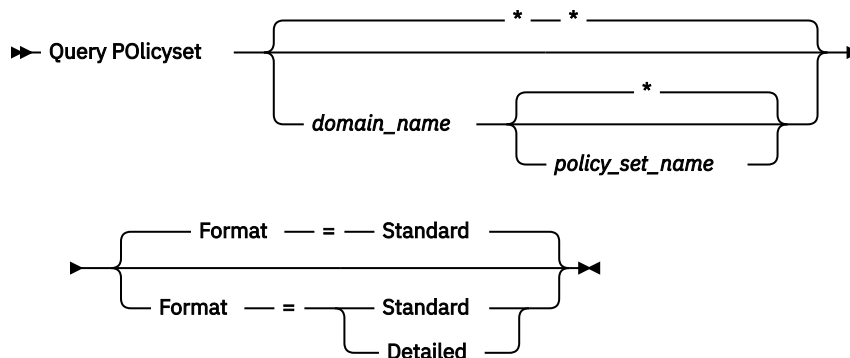 * *
Query POlicyset
*
domain_name
policy_set_name
Format = Standard
Format = Standard
Detailed